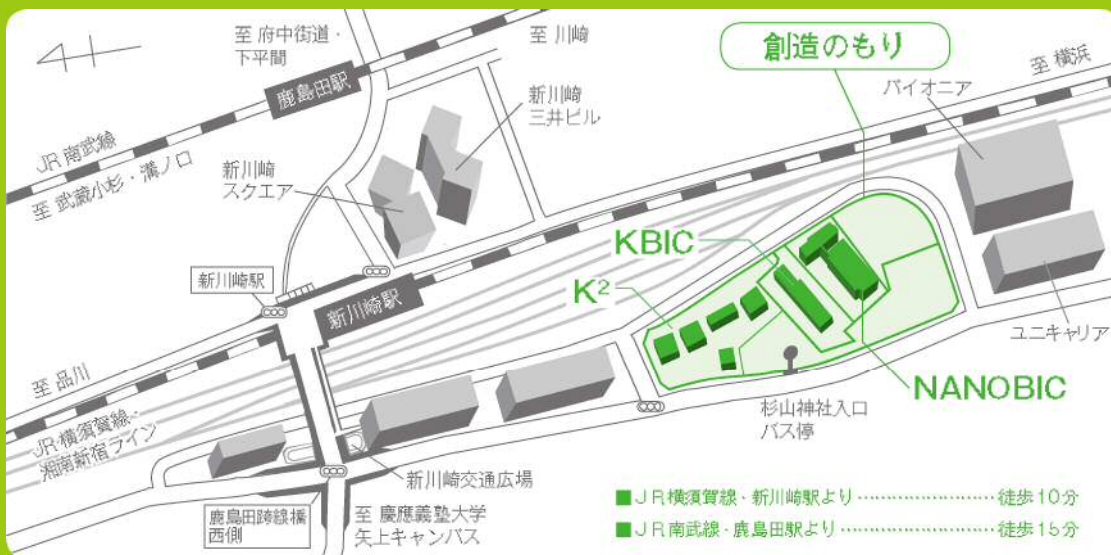 至 府中街道・
下平間
至 川崎
鹿島田駅
JR 南武線
至 武蔵小杉・溝ノ口
新川崎
三井ビル
新川崎
スクエア
創造のもり
至 横浜
パイオニア
ユニキャリア
KBIC
K²
NANOBIC
杉山神社入口
バス停
新川崎駅
新川崎駅
至 品川
JR 横須賀線・
湘南新宿ライン
新川崎交通広場
鹿島田跨線橋
西側
至 慶應義塾大学
矢上キャンパス
■JR横須賀線・新川崎駅より……………………徒歩10分
■JR南武線・鹿島田駅より………………………徒歩15分